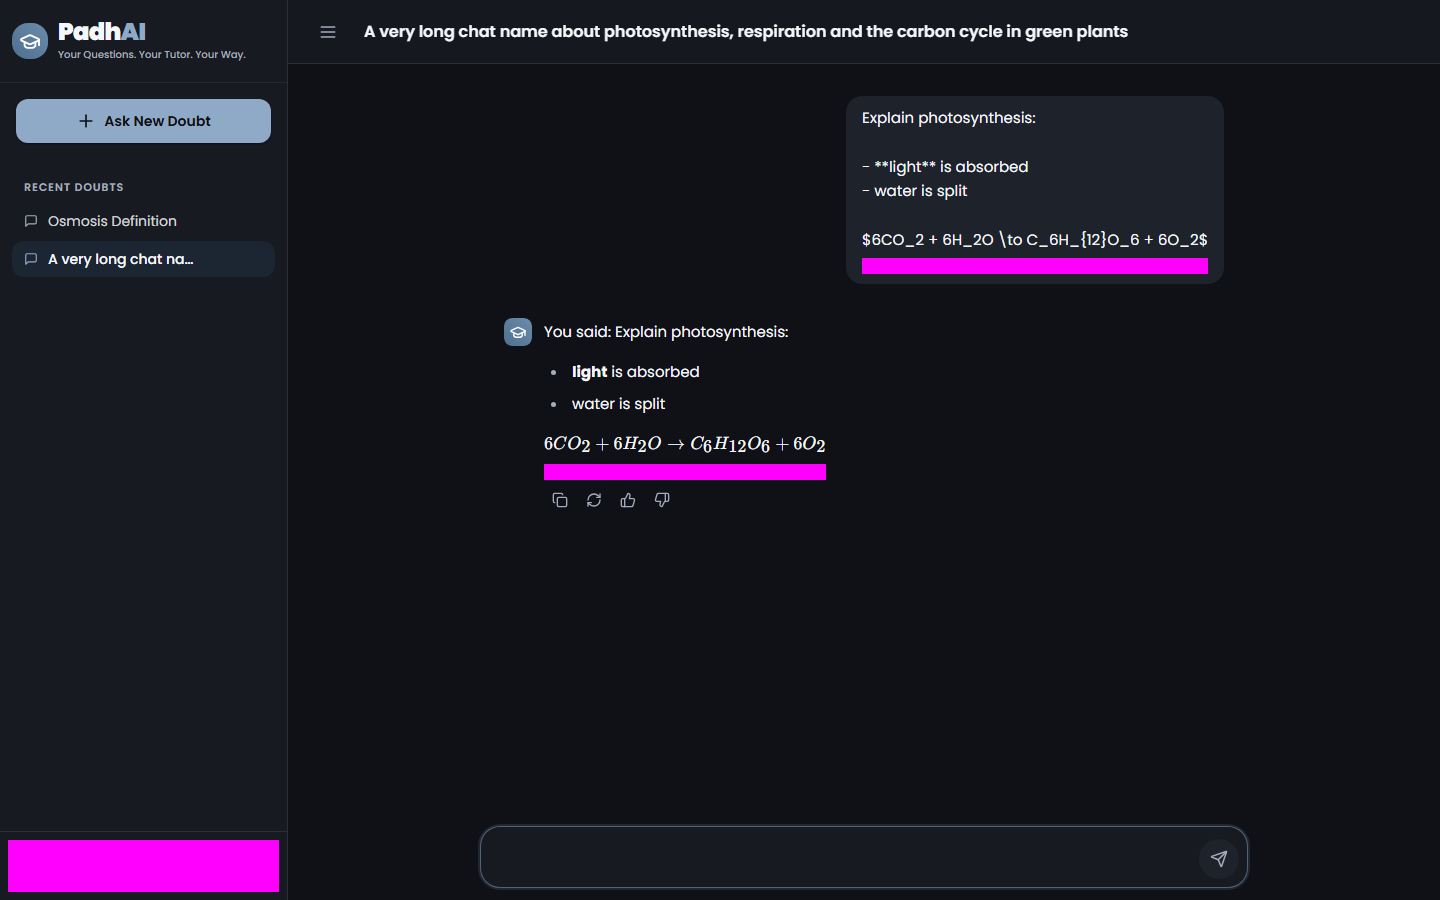 PadhAI
Your Questions. Your Tutor. Your Way.
Ask New Doubt
RECENT DOUBTS
Osmosis Definition
A very long chat na...
A very long chat name about photosynthesis, respiration and the carbon cycle in green plants
Explain photosynthesis:
- **light** is absorbed
- water is split
$6CO_2 + 6H_2O \to C_6H_{12}O_6 + 6O_2$
You said: Explain photosynthesis:
• light is absorbed
• water is split
6CO₂ + 6H₂O → C₆H₁₂O₆ + 6O₂